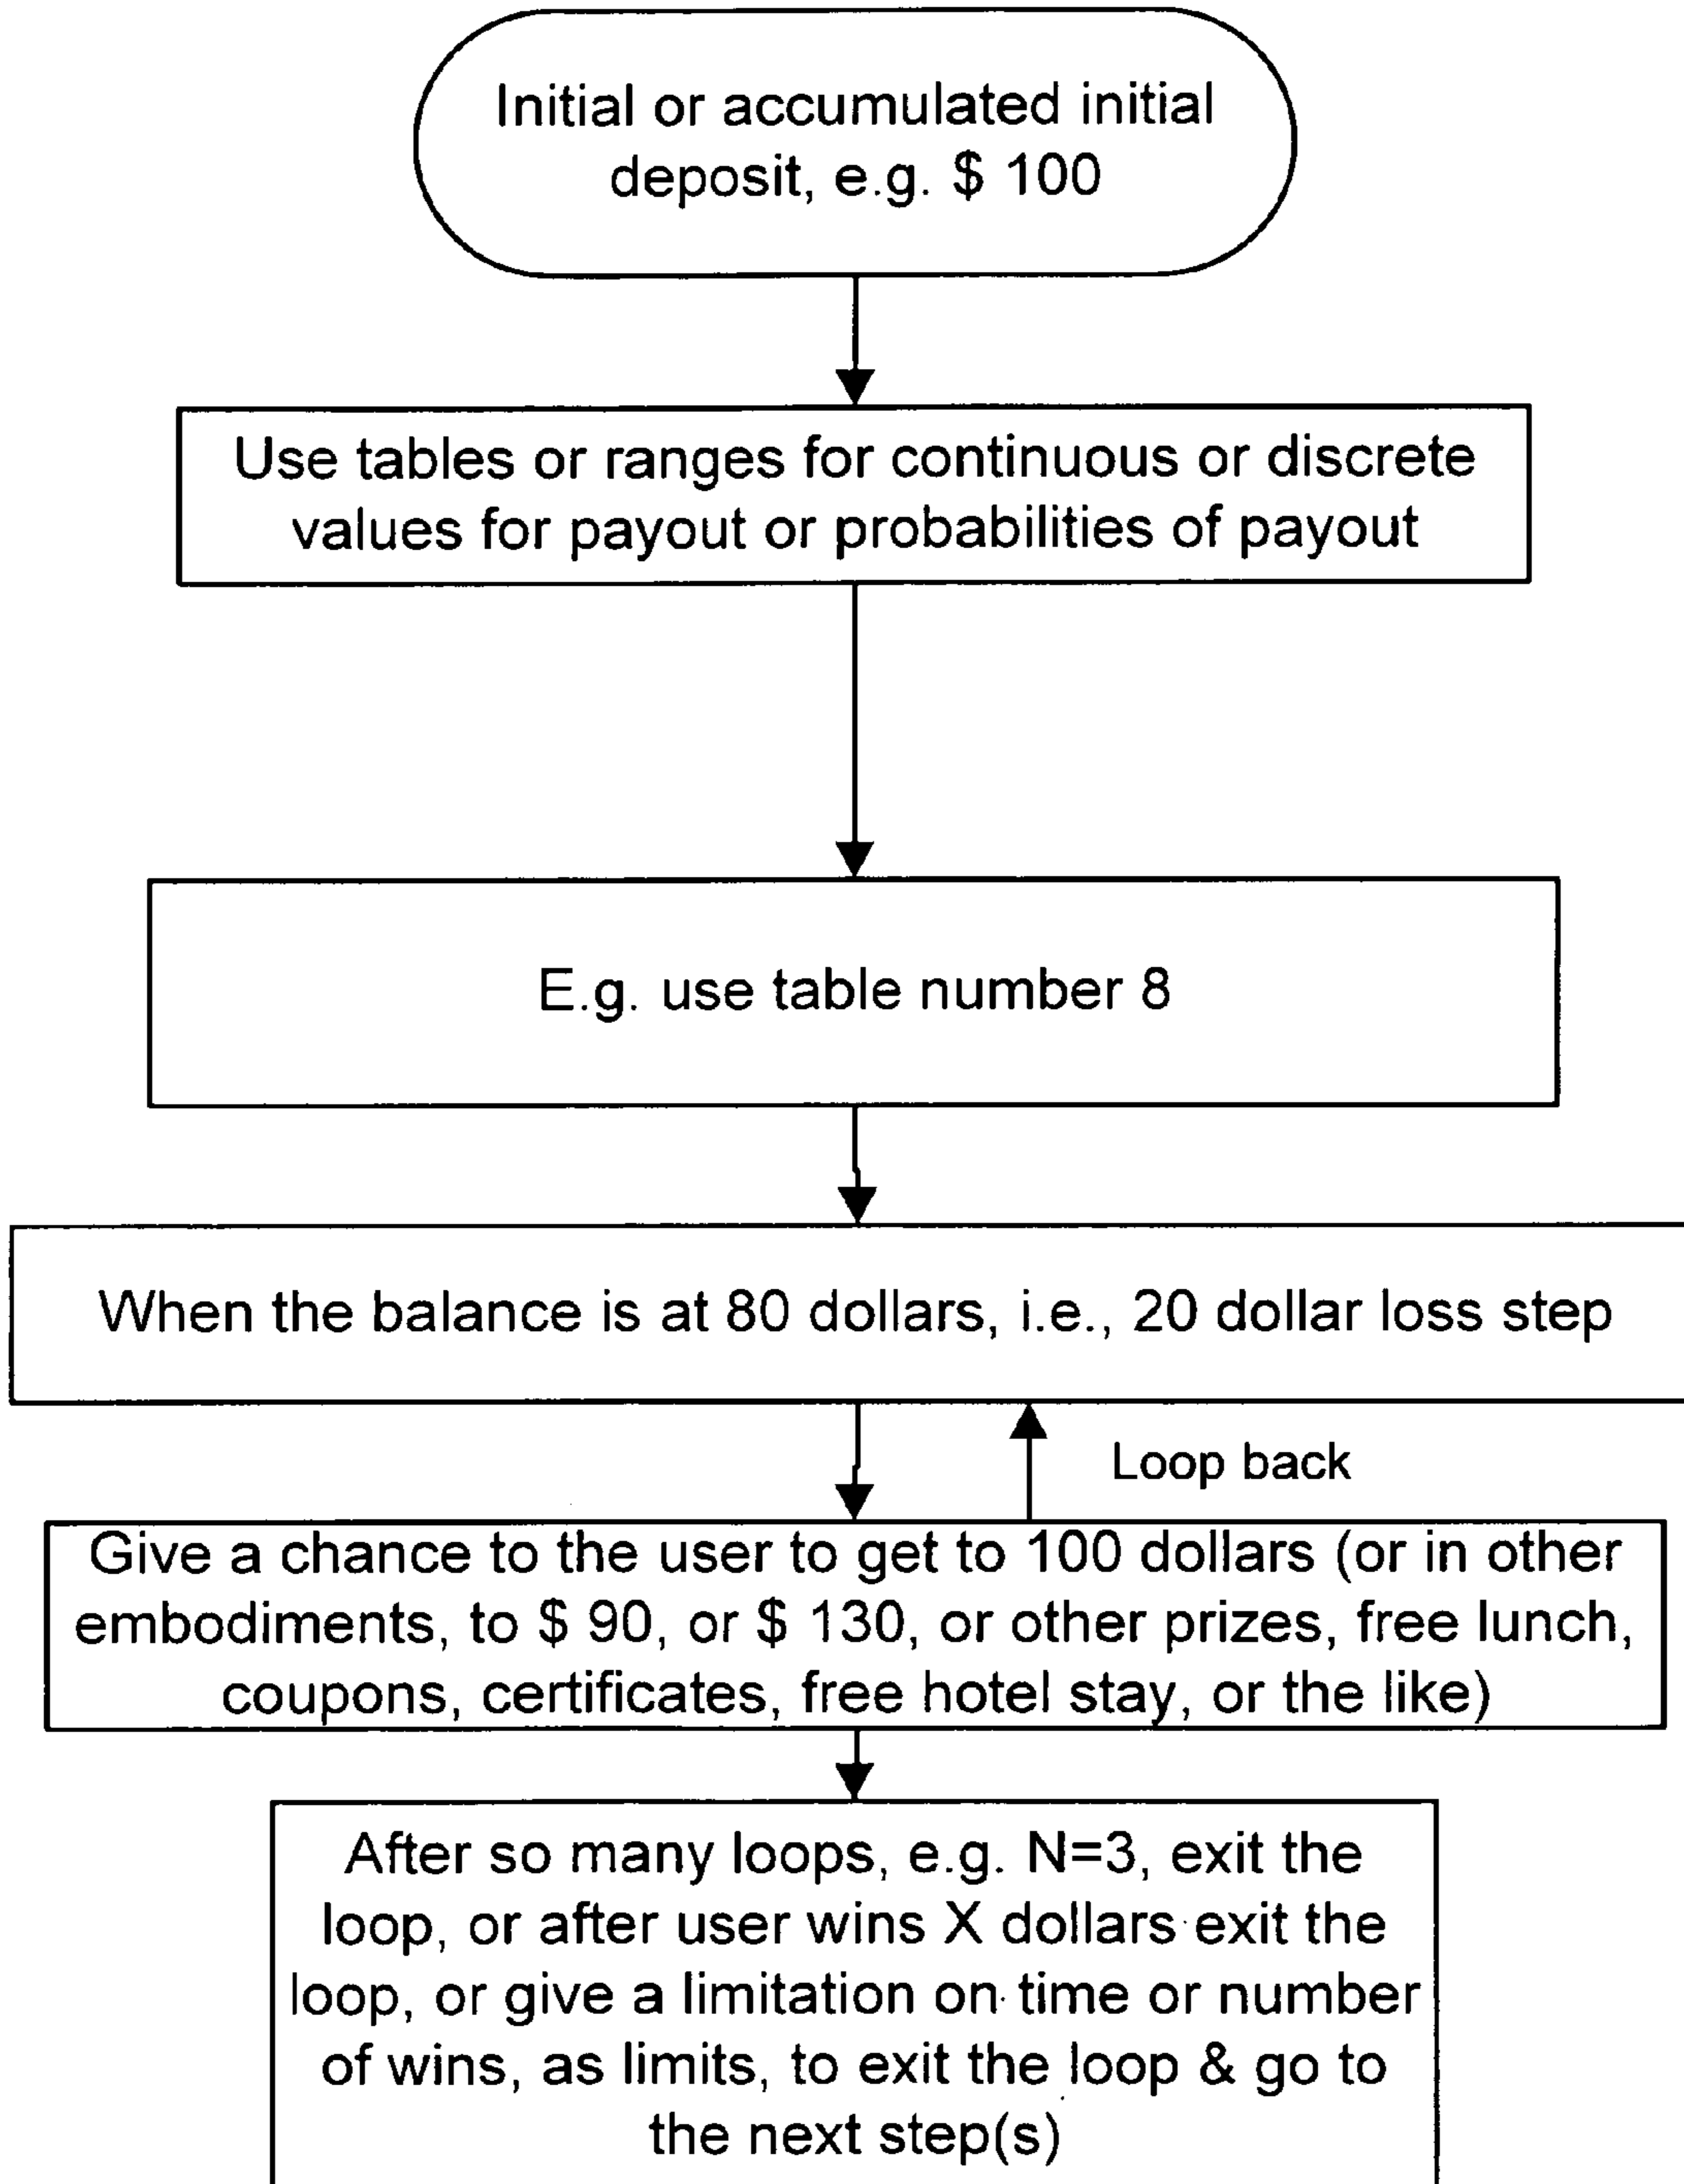 Initial or accumulated initial
deposit, e.g. $ 100
Use tables or ranges for continuous or discrete
values for payout or probabilities of payout
E.g. use table number 8
When the balance is at 80 dollars, i.e., 20 dollar loss step
Loop back
Give a chance to the user to get to 100 dollars (or in other
embodiments, to $ 90, or $ 130, or other prizes, free lunch,
coupons, certificates, free hotel stay, or the like)
After so many loops, e.g. N=3, exit the
loop, or after user wins X dollars exit the
loop, or give a limitation on time or number
of wins, as limits, to exit the loop & go to
the next step(s)